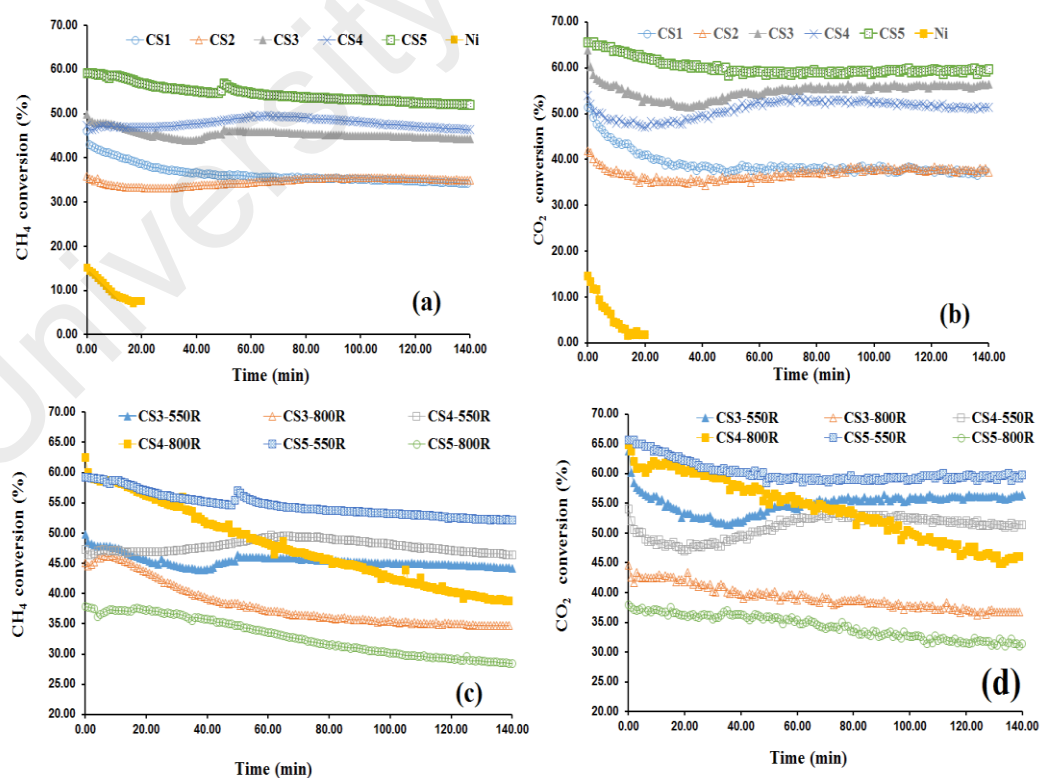 CS1 CS2 CS3 CS4 CS5 Ni
70.00
60.00
50.00
40.00
30.00
20.00
10.00
0.00
CH4 conversion (%)
0.00 20.00 40.00 60.00 80.00 100.00 120.00 140.00
Time (min)
(a)
CS1 CS2 CS3 CS4 CS5 Ni
70.00
60.00
50.00
40.00
30.00
20.00
10.00
0.00
CO2 conversion (%)
0.00 20.00 40.00 60.00 80.00 100.00 120.00 140.00
Time (min)
(b)
CS3-550R CS3-800R CS4-550R
CS4-800R CS5-550R CS5-800R
70.00
65.00
60.00
55.00
50.00
45.00
40.00
35.00
30.00
25.00
20.00
CH4 conversion (%)
0.00 20.00 40.00 60.00 80.00 100.00 120.00 140.00
Time (min)
(c)
CS3-550R CS3-800R CS4-550R
CS4-800R CS5-550R CS5-800R
70.00
65.00
60.00
55.00
50.00
45.00
40.00
35.00
30.00
25.00
20.00
CO2 conversion (%)
0.00 20.00 40.00 60.00 80.00 100.00 120.00 140.00
Time (min)
(d)
University